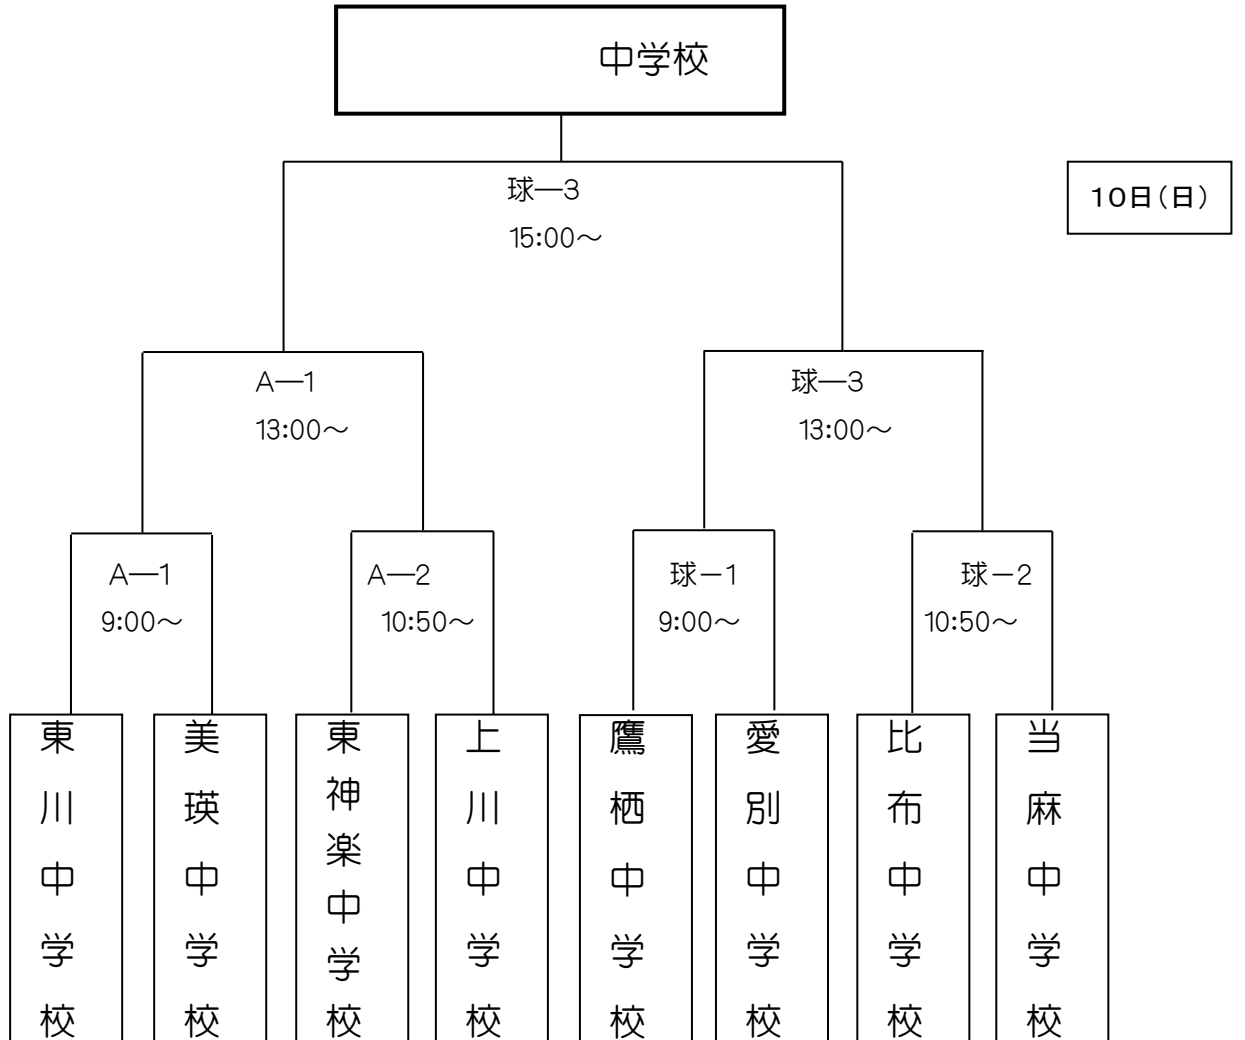 中学校
球―3
15:00～
10日（日）
A―1
13:00～
球―3
13:00～
A―1
9:00～
A―2
10:50～
球－1
9:00～
球－2
10:50～
東川中学校
美瑛中学校
東神楽中学校
上川中学校
鷹栖中学校
愛別中学校
比布中学校
当麻中学校